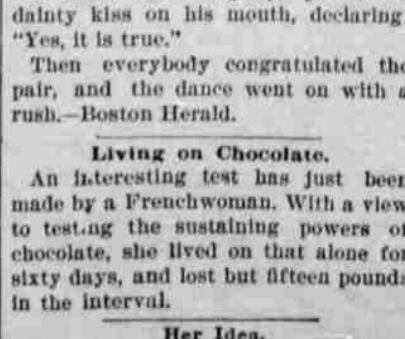 dainty kiss on his mouth, declaring
"Yes, it is true."
Then everybody congratulated the
pair, and the dance went on with a
rush.—Boston Herald.
Living on Chocolate.
An interesting test has just been
made by a Frenchwoman. With a view
to testing the sustaining powers of
chocolate, she lived on that alone for
sixty days, and lost but fifteen pounds
in the interval.
Her Idea.